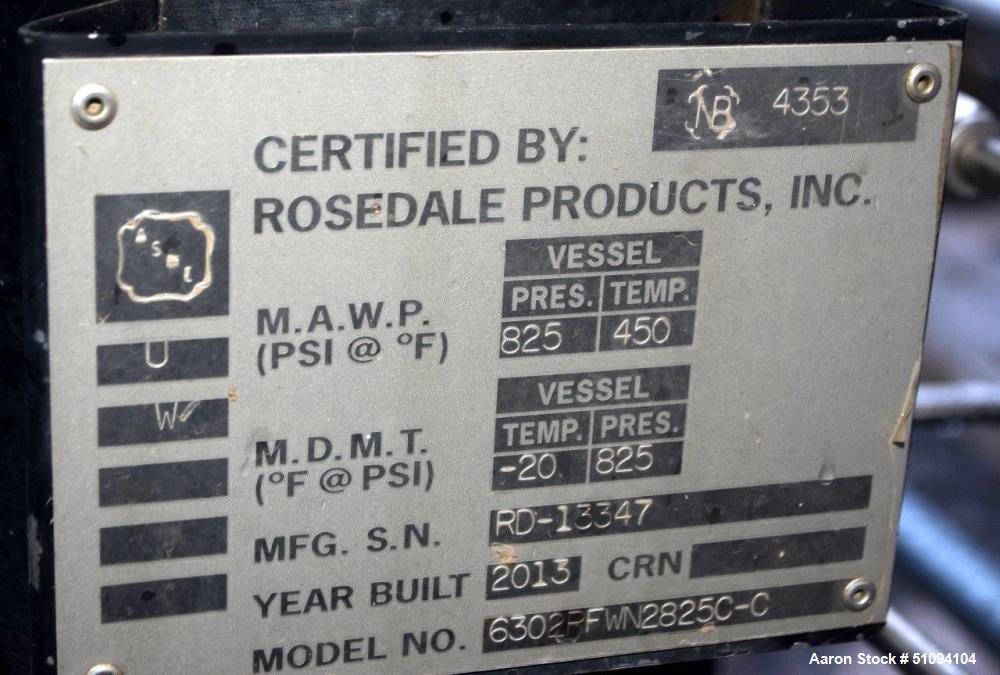 NB 4353
CERTIFIED BY:
ROSEDALE PRODUCTS, INC.
ASME
U
W
VESSEL
PRES. TEMP.
M.A.W.P.
(PSI @ °F)
825 450
VESSEL
TEMP. PRES.
M.D.M.T.
(°F @ PSI)
-20 825
MFG. S.N. RD-13347
YEAR BUILT 2013 CRN
MODEL NO. 6302RFWN2825C-C
Aaron Stock # 51094104